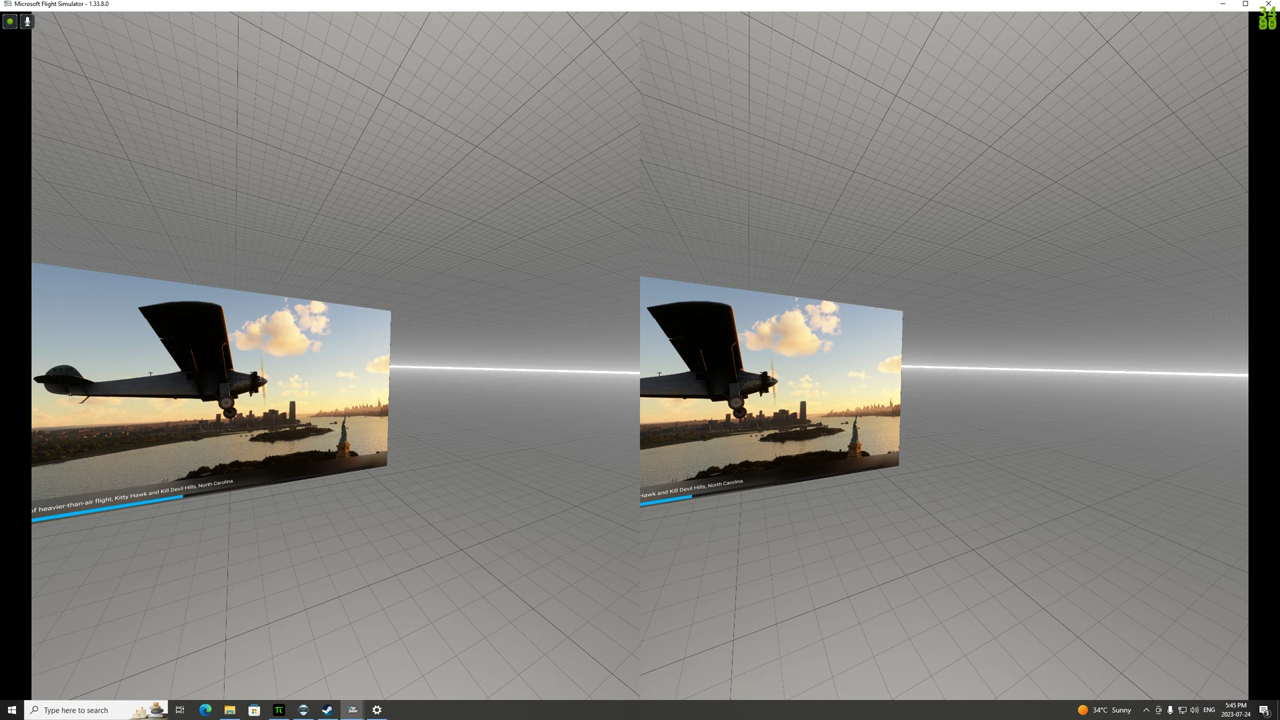 Microsoft Flight Simulator - 1.33.8.0
of heavier-than-air flight, Kitty Hawk and Kill Devil Hills, North Carolina
Hawk and Kill Devil Hills, North Carolina
Type here to search
34°C Sunny
ENG
5:45 PM
2023-07-24